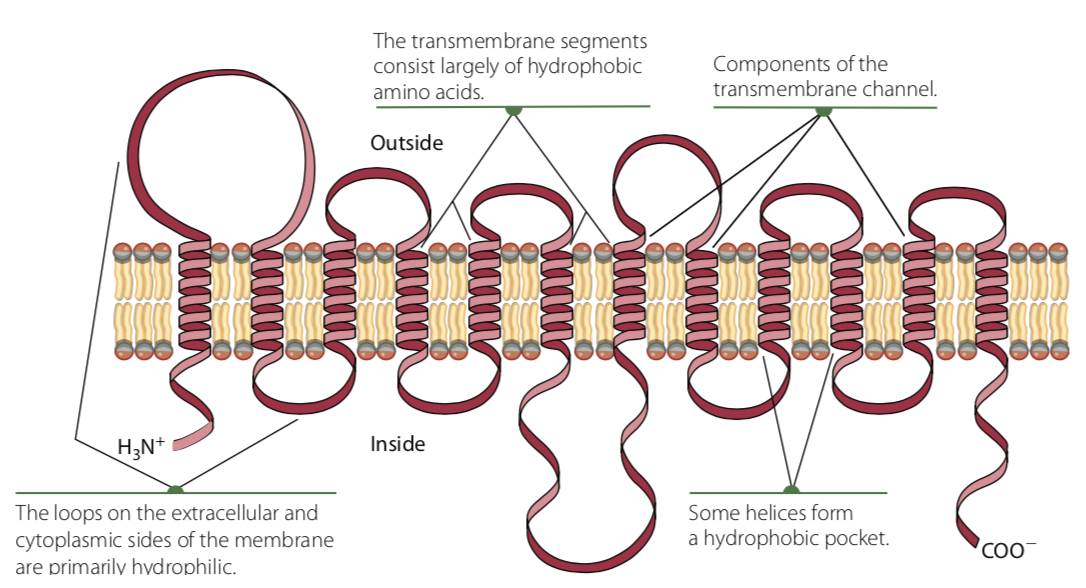 The transmembrane segments
consist largely of hydrophobic
amino acids.
Components of the
transmembrane channel.
Outside
H₃N⁺
Inside
The loops on the extracellular and
cytoplasmic sides of the membrane
are primarily hydrophilic.
Some helices form
a hydrophobic pocket.
COO⁻